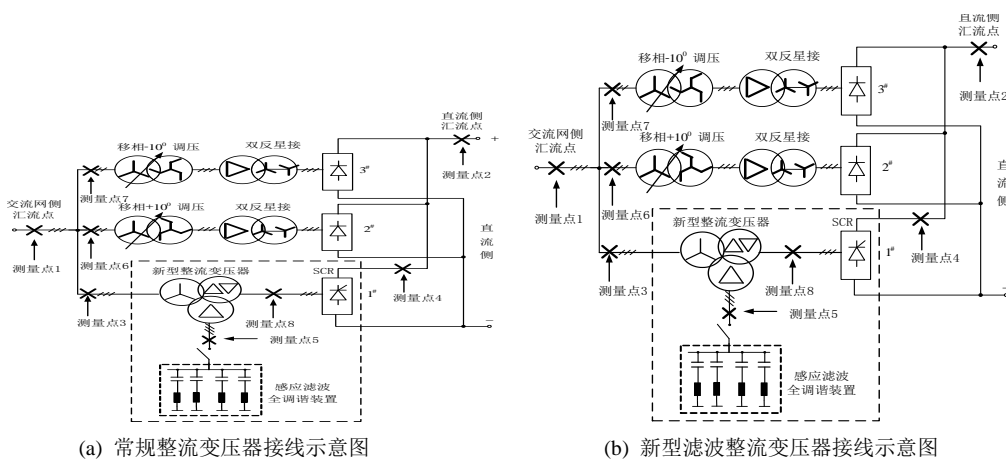 直流侧
汇流点
+
移相-10° 调压
双反星接
3#
测量点2
测量点7
移相+10° 调压
双反星接
交流网侧
汇流点
2#
测量点1
测量点6
直
流
侧
新型整流变压器
SCR
1#
测量点4
测量点3
测量点8
测量点5
感应滤波
全调谐装置
(a) 常规整流变压器接线示意图
直流侧
汇流点
移相-10° 调压
双反星接
3#
测量点2
测量点7
交流网侧
汇流点
移相+10° 调压
双反星接
2#
测量点1
测量点6
直
流
侧
新型整流变压器
SCR
1#
测量点4
测量点3
测量点8
测量点5
感应滤波
全调谐装置
(b) 新型滤波整流变压器接线示意图